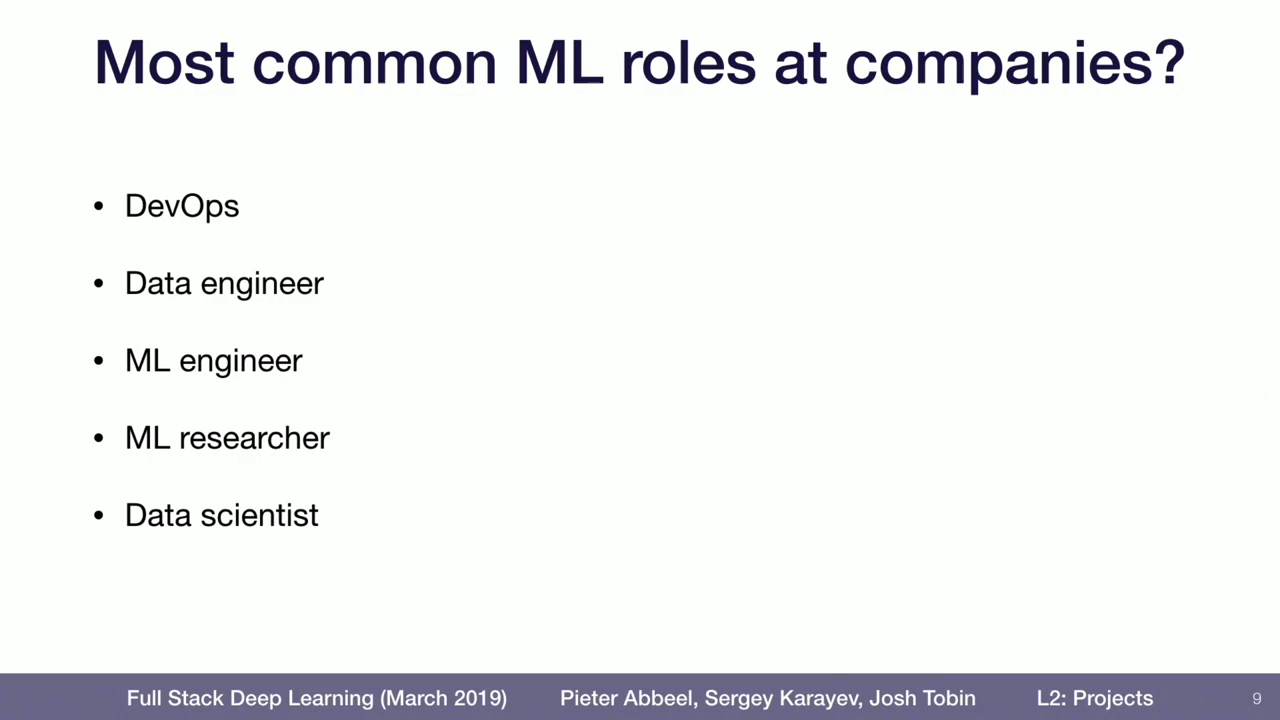 Most common ML roles at companies?
• DevOps
• Data engineer
• ML engineer
• ML researcher
• Data scientist
Full Stack Deep Learning (March 2019) Pieter Abbeel, Sergey Karayev, Josh Tobin L2: Projects 9